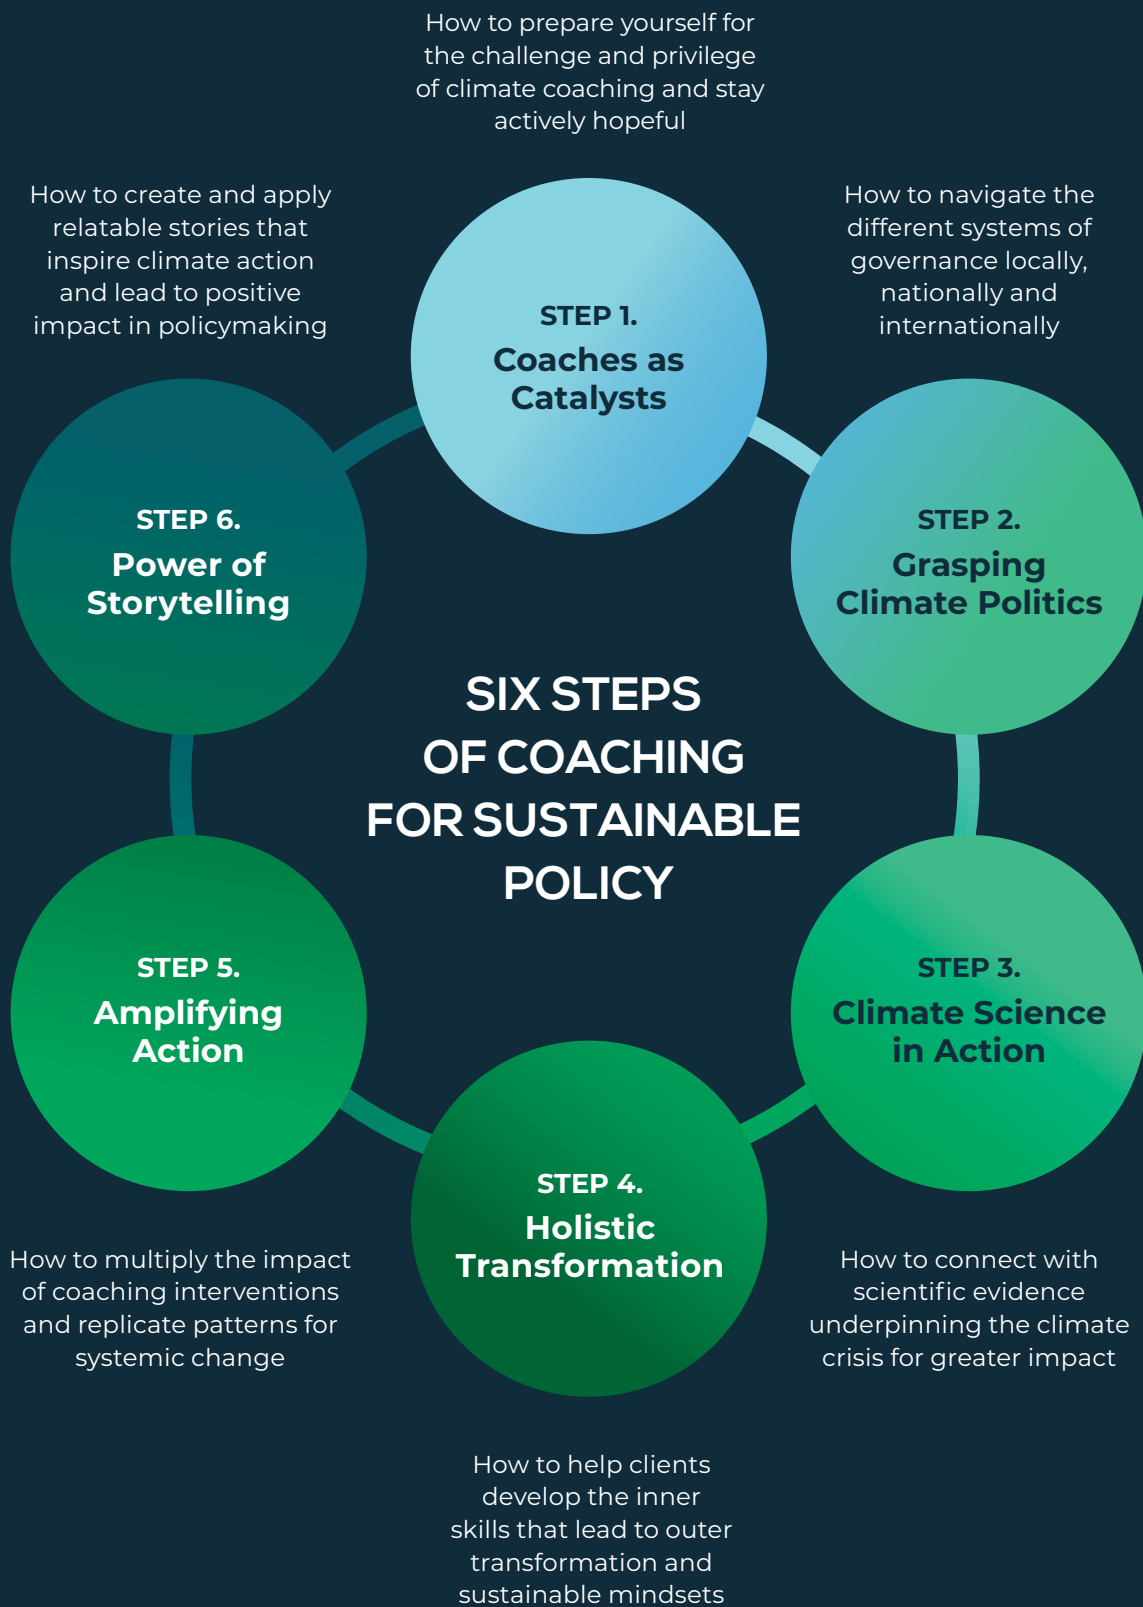 How to prepare yourself for
the challenge and privilege
of climate coaching and stay
actively hopeful
STEP 1.
Coaches as
Catalysts
How to navigate the
different systems of
governance locally,
nationally and
internationally
STEP 2.
Grasping
Climate Politics
SIX STEPS
OF COACHING
FOR SUSTAINABLE
POLICY
STEP 3.
Climate Science
in Action
How to connect with
scientific evidence
underpinning the climate
crisis for greater impact
STEP 4.
Holistic
Transformation
How to help clients
develop the inner
skills that lead to outer
transformation and
sustainable mindsets
STEP 5.
Amplifying
Action
How to multiply the impact
of coaching interventions
and replicate patterns for
systemic change
How to create and apply
relatable stories that
inspire climate action
and lead to positive
impact in policymaking
STEP 6.
Power of
Storytelling